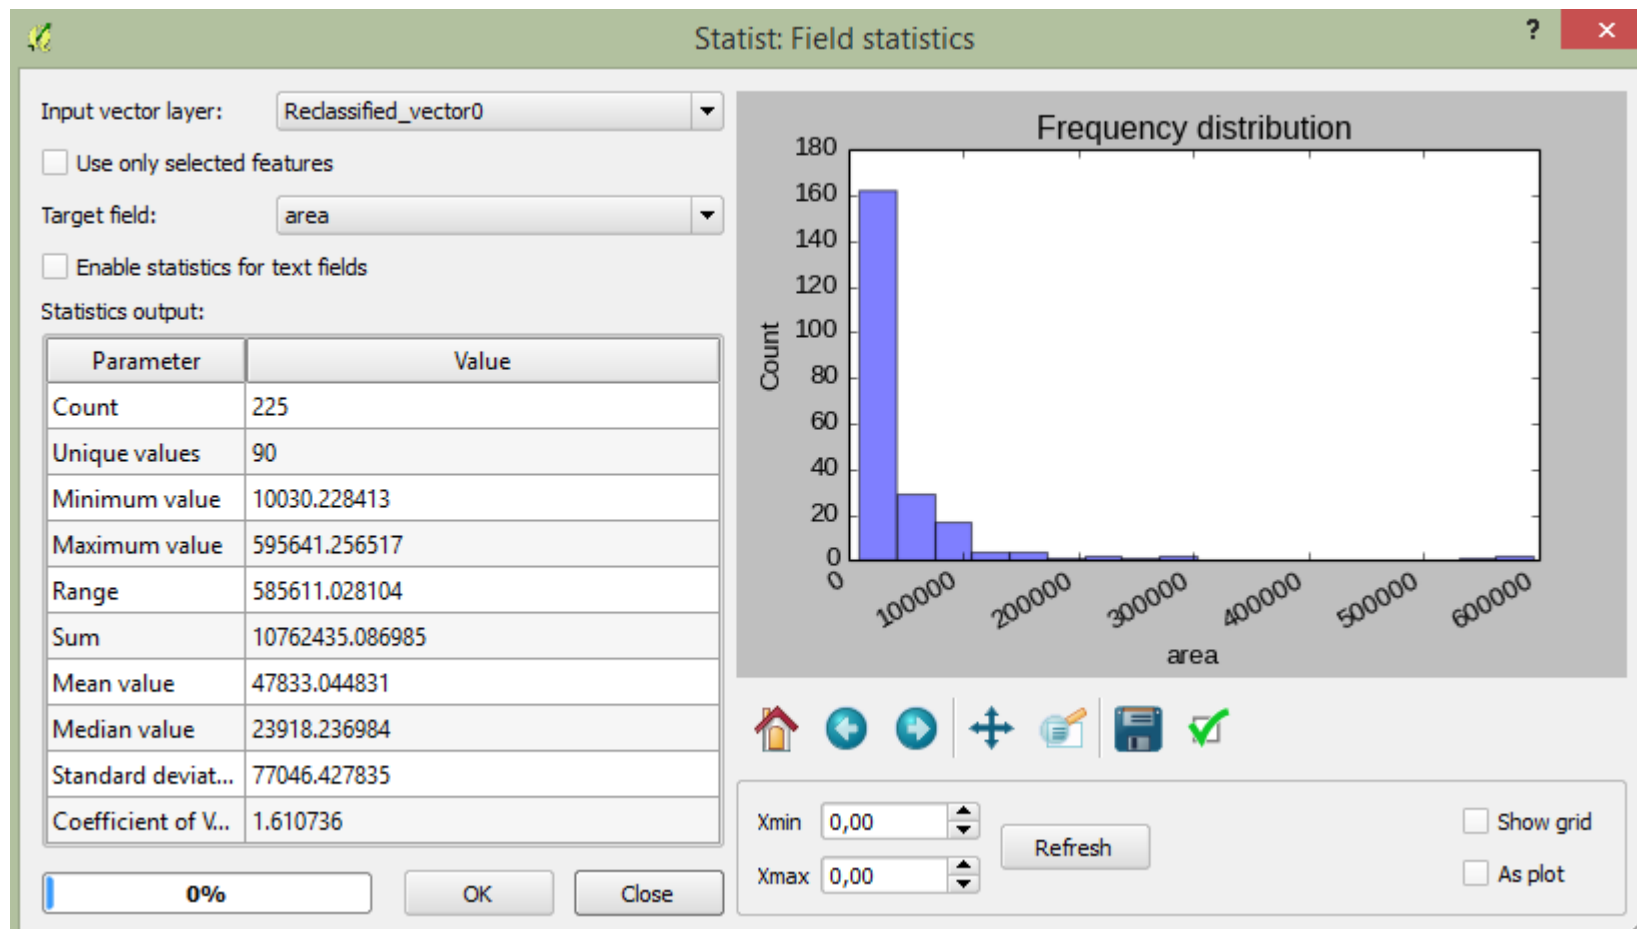 Statist: Field statistics
?
Input vector layer: Reclassified_vector0
Use only selected features
Target field: area
Enable statistics for text fields
Statistics output:
Parameter Value
Count 225
Unique values 90
Minimum value 10030.228413
Maximum value 595641.256517
Range 585611.028104
Sum 10762435.086985
Mean value 47833.044831
Median value 23918.236984
Standard deviat... 77046.427835
Coefficient of V... 1.610736
0% OK Close
Frequency distribution
180
160
140
120
100
80
60
40
20
0
Count
0 100000 200000 300000 400000 500000 600000
area
Xmin 0,00
Xmax 0,00
Refresh
Show grid
As plot